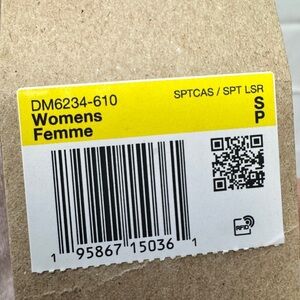 DM6234-610
SPTCAS / SPT LSR
Womens
S
Femme
P
1 95867 15036 1
RFID